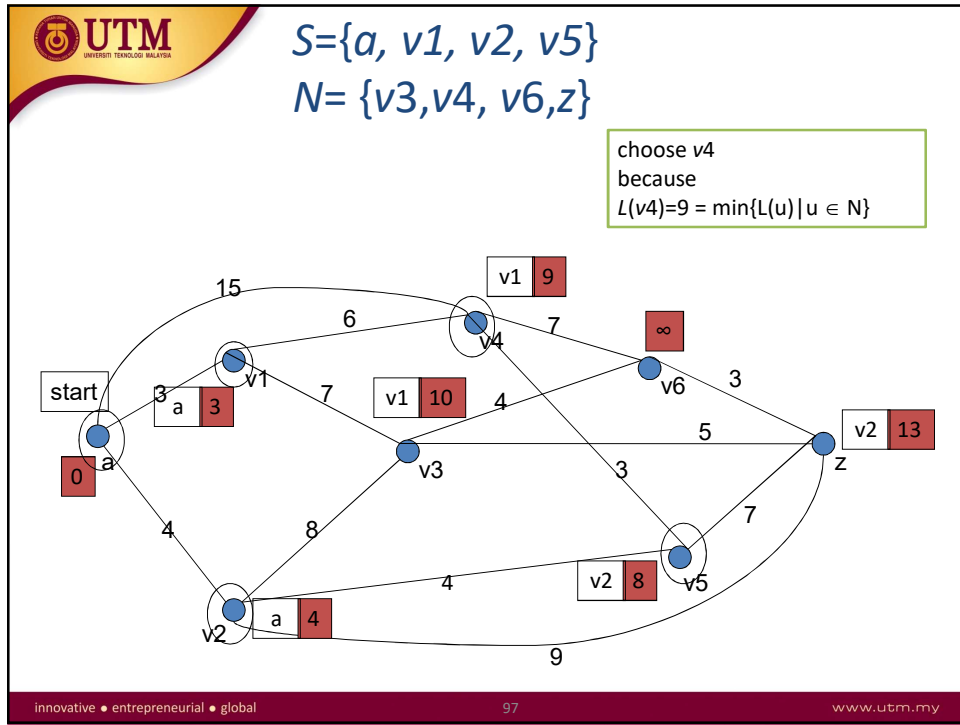 UTM
UNIVERSITI TEKNOLOGI MALAYSIA
S={a, v1, v2, v5}
N= {v3,v4, v6,z}
choose v4
because
L(v4)=9 = min{L(u)|u ∈ N}
v1 9
15
6
v4
7
∞
start
3
v1
a 3
7
v1 10
4
v6
3
a
0
v3
5
z
v2 13
3
4
8
7
4
v2 8
v5
v2
a 4
9
innovative ● entrepreneurial ● global
97
www.utm.my